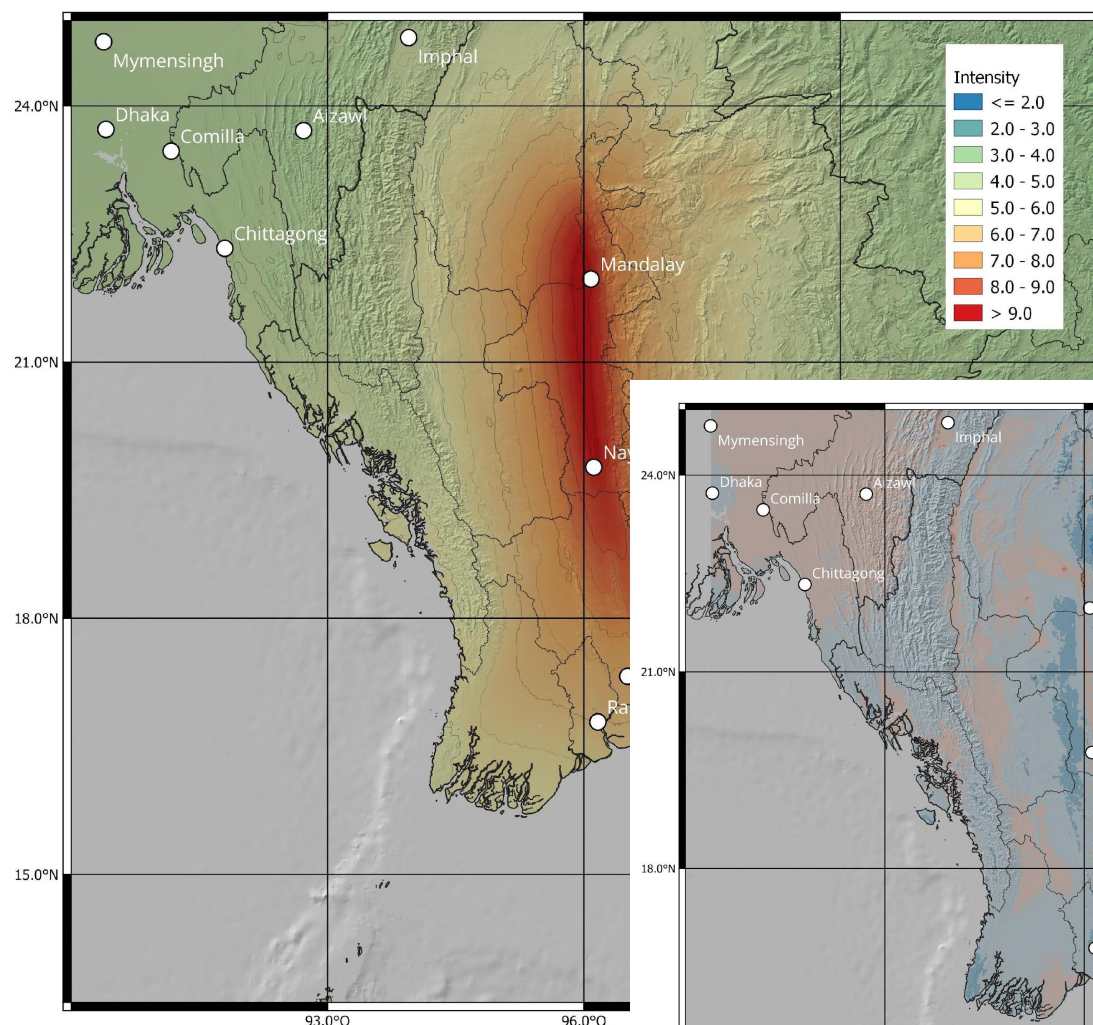 Mymensingh
Imphal
Dhaka
Comilla
Aizawl
Chittagong
Mandalay
Nay
Ra
24.0°N
21.0°N
18.0°N
15.0°N
93.0°O
96.0°O
Intensity
<= 2.0
2.0 - 3.0
3.0 - 4.0
4.0 - 5.0
5.0 - 6.0
6.0 - 7.0
7.0 - 8.0
8.0 - 9.0
> 9.0
Mymensingh
Imphal
Dhaka
Comilla
Aizawl
Chittagong
24.0°N
21.0°N
18.0°N